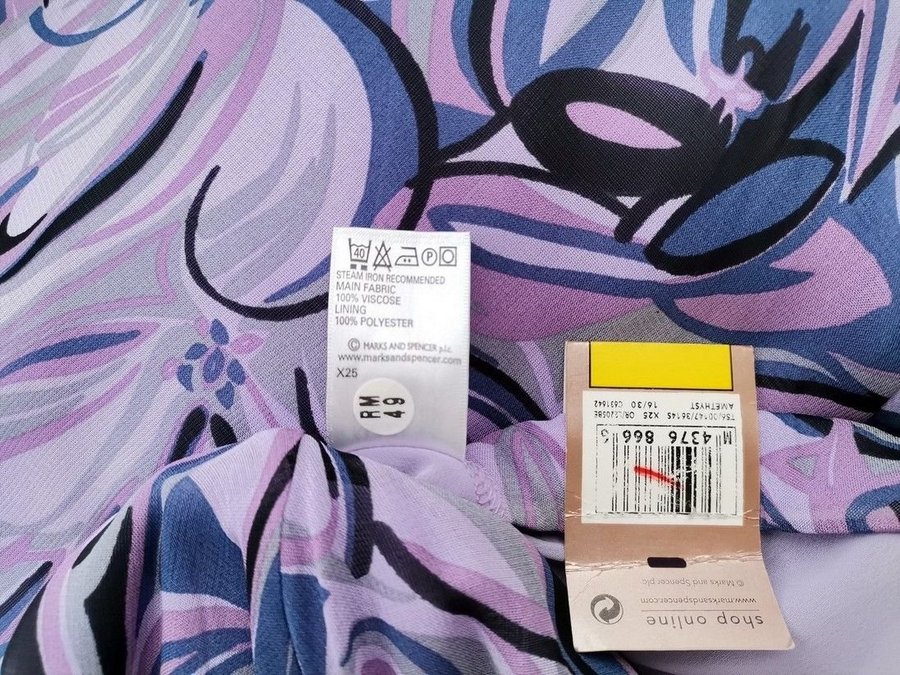 40
P
STEAM IRON RECOMMENDED
MAIN FABRIC
100% VISCOSE
LINING
100% POLYESTER
© MARKS AND SPENCER p.l.c.
www.marksandspencer.com
X25
RM
49
shop online
www.marksandspencer.com
© Marks and Spencer plc
M 4376 866
AMETHYST 16/30
X25